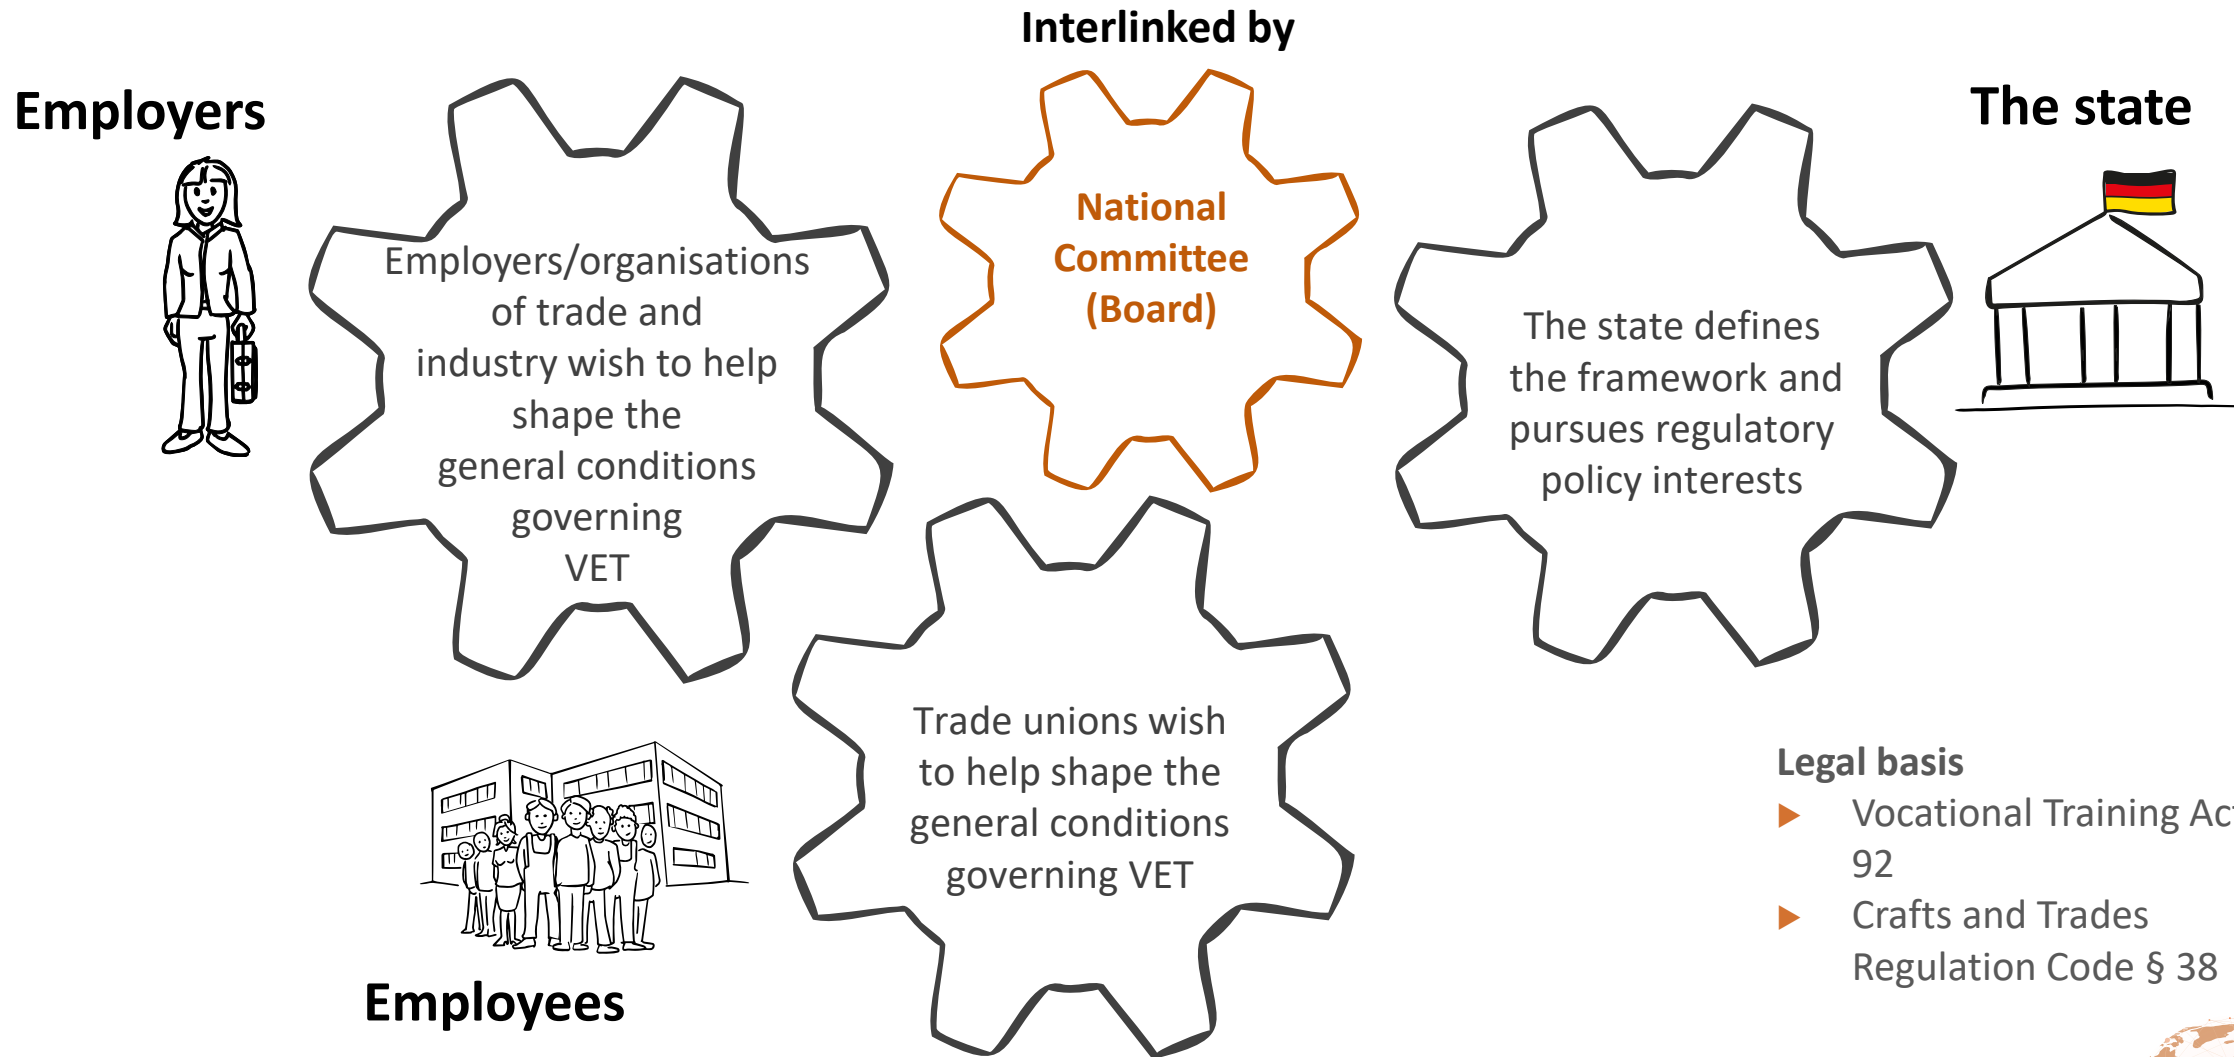 Interlinked by
Employers
The state
National
Committee
(Board)
Employers/organisations
of trade and
industry wish to help
shape the
general conditions
governing
VET
The state defines
the framework and
pursues regulatory
policy interests
Trade unions wish
to help shape the
general conditions
governing VET
Employees
Legal basis
Vocational Training Act
92
Crafts and Trades
Regulation Code § 38